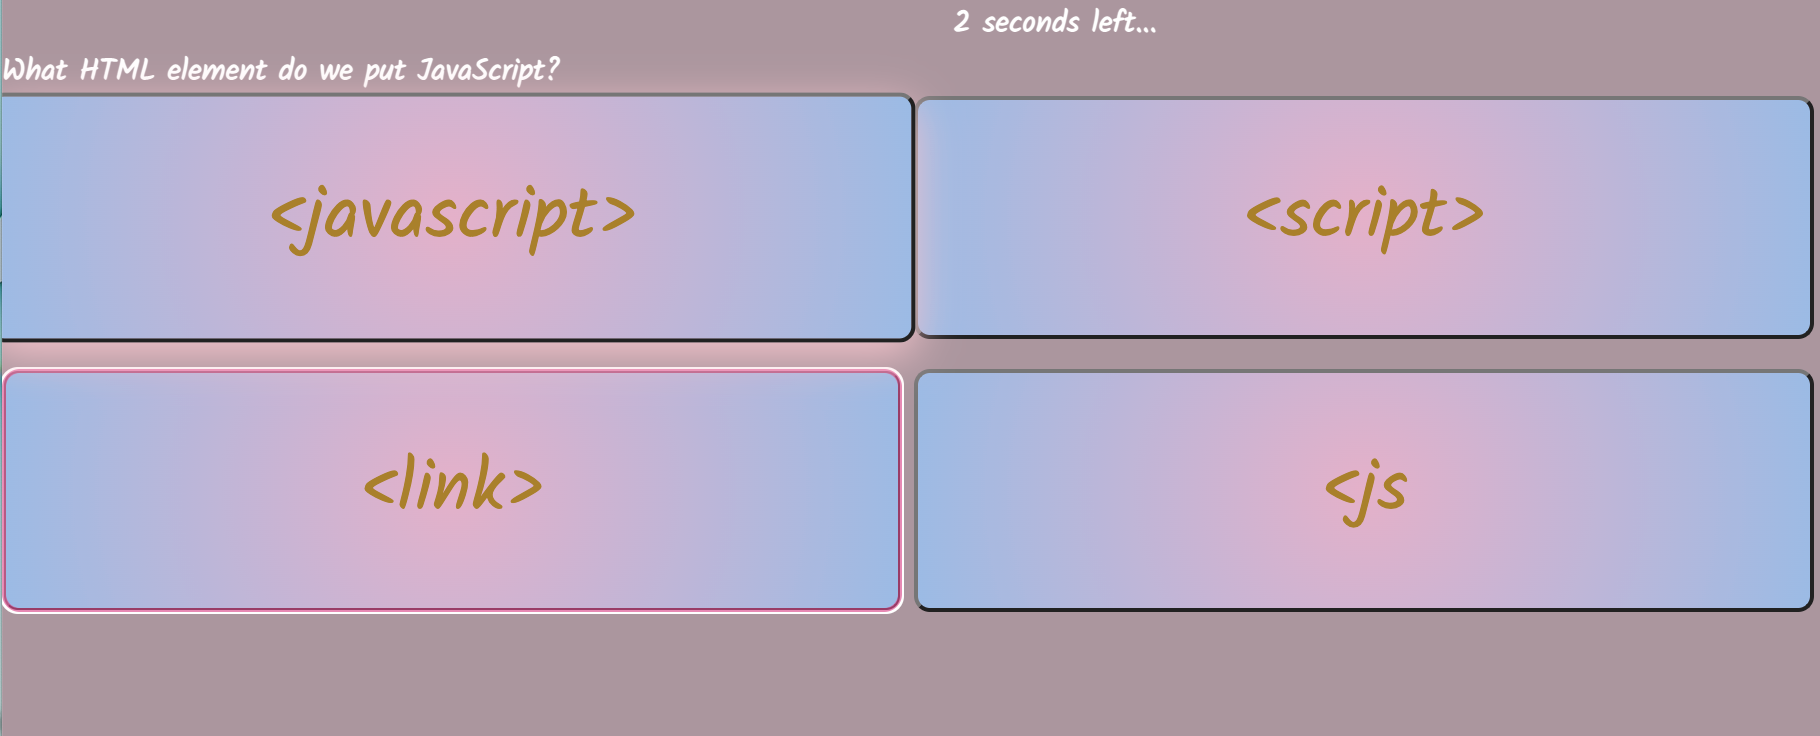 2 seconds left...
What HTML element do we put JavaScript?
<javascript>
<script>
<link>
<js